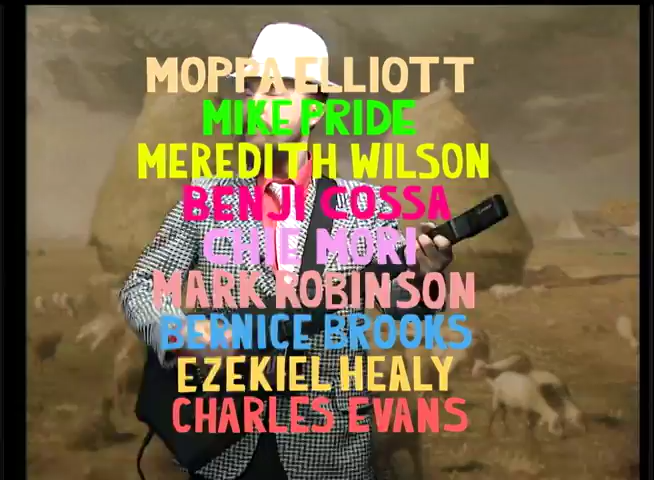 MOPPA ELLIOTT
MIKE PRIDE
MEREDITH WILSON
BENJI COSSA
CHIE MORI
MARK ROBINSON
BERNICE BROOKS
EZEKIEL HEALY
CHARLES EVANS